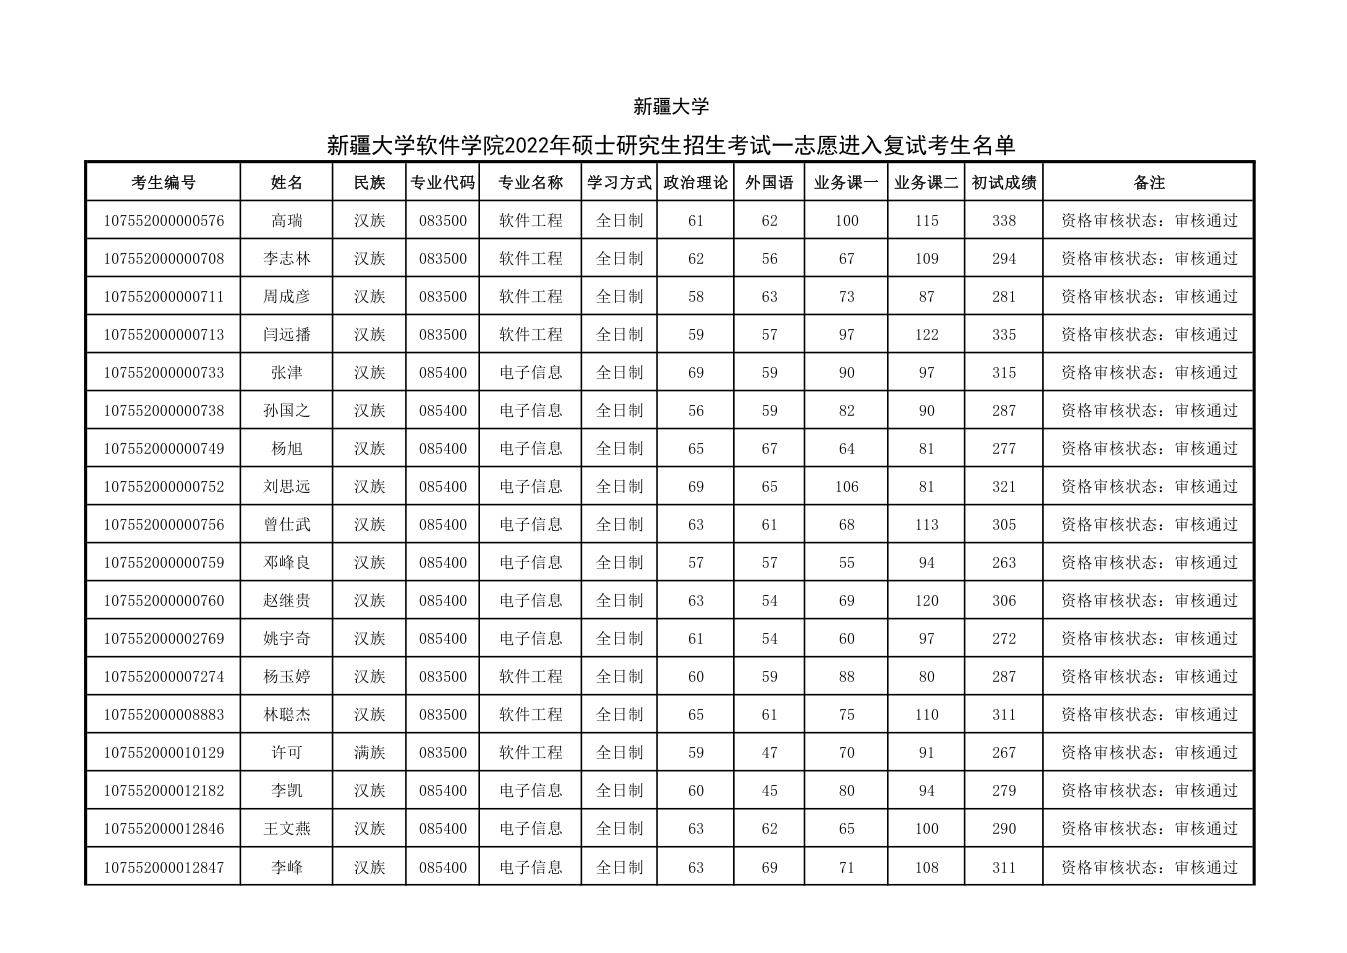 新疆大学
新疆大学软件学院2022年硕士研究生招生考试一志愿进入复试考生名单
考生编号 姓名 民族 专业代码 专业名称 学习方式 政治理论 外国语 业务课一 业务课二 初试成绩 备注
107552000000576 高瑞 汉族 083500 软件工程 全日制 61 62 100 115 338 资格审核状态：审核通过
107552000000708 李志林 汉族 083500 软件工程 全日制 62 56 67 109 294 资格审核状态：审核通过
107552000000711 周成彦 汉族 083500 软件工程 全日制 58 63 73 87 281 资格审核状态：审核通过
107552000000713 闫远播 汉族 083500 软件工程 全日制 59 57 97 122 335 资格审核状态：审核通过
107552000000733 张津 汉族 085400 电子信息 全日制 69 59 90 97 315 资格审核状态：审核通过
107552000000738 孙国之 汉族 085400 电子信息 全日制 56 59 82 90 287 资格审核状态：审核通过
107552000000749 杨旭 汉族 085400 电子信息 全日制 65 67 64 81 277 资格审核状态：审核通过
107552000000752 刘思远 汉族 085400 电子信息 全日制 69 65 106 81 321 资格审核状态：审核通过
107552000000756 曾仕武 汉族 085400 电子信息 全日制 63 61 68 113 305 资格审核状态：审核通过
107552000000759 邓峰良 汉族 085400 电子信息 全日制 57 57 55 94 263 资格审核状态：审核通过
107552000000760 赵继贵 汉族 085400 电子信息 全日制 63 54 69 120 306 资格审核状态：审核通过
107552000002769 姚宇奇 汉族 085400 电子信息 全日制 61 54 60 97 272 资格审核状态：审核通过
107552000007274 杨玉婷 汉族 083500 软件工程 全日制 60 59 88 80 287 资格审核状态：审核通过
107552000008883 林聪杰 汉族 083500 软件工程 全日制 65 61 75 110 311 资格审核状态：审核通过
107552000010129 许可 满族 083500 软件工程 全日制 59 47 70 91 267 资格审核状态：审核通过
107552000012182 李凯 汉族 085400 电子信息 全日制 60 45 80 94 279 资格审核状态：审核通过
107552000012846 王文燕 汉族 085400 电子信息 全日制 63 62 65 100 290 资格审核状态：审核通过
107552000012847 李峰 汉族 085400 电子信息 全日制 63 69 71 108 311 资格审核状态：审核通过